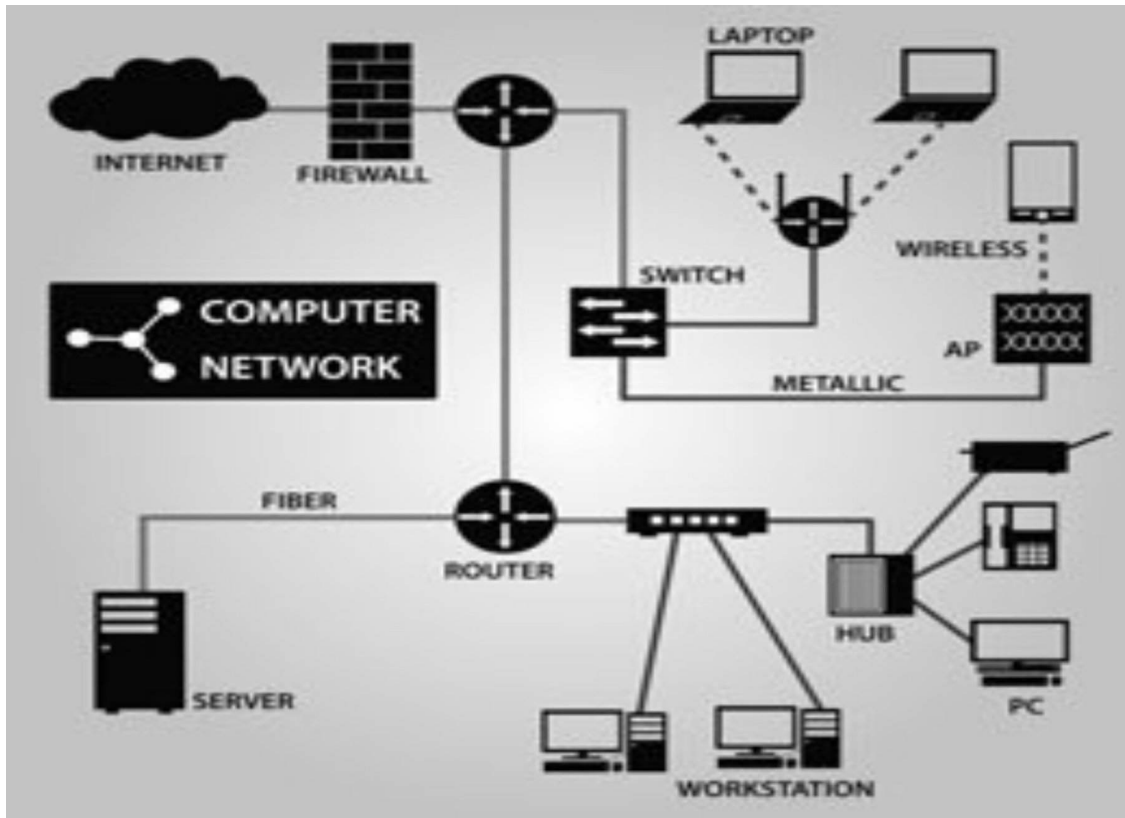 LAPTOP
INTERNET
FIREWALL
WIRELESS
SWITCH
COMPUTER
NETWORK
AP
METALLIC
FIBER
ROUTER
HUB
SERVER
PC
WORKSTATION